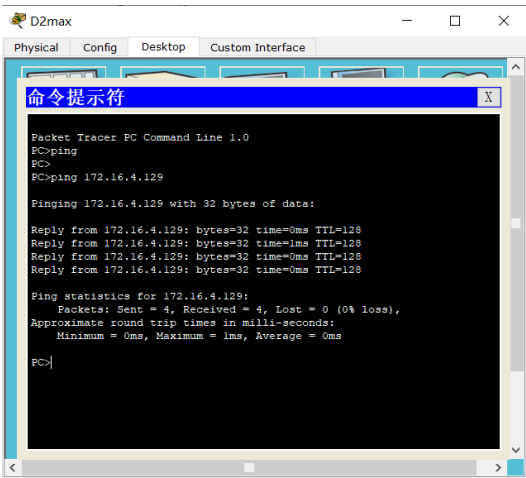 D2max
Physical Config Desktop Custom Interface
命令提示符 X
Packet Tracer PC Command Line 1.0
PC>ping
PC>
PC>ping 172.16.4.129
Pinging 172.16.4.129 with 32 bytes of data:
Reply from 172.16.4.129: bytes=32 time=0ms TTL=128
Reply from 172.16.4.129: bytes=32 time=1ms TTL=128
Reply from 172.16.4.129: bytes=32 time=0ms TTL=128
Reply from 172.16.4.129: bytes=32 time=0ms TTL=128
Ping statistics for 172.16.4.129:
Packets: Sent = 4, Received = 4, Lost = 0 (0% loss),
Approximate round trip times in milli-seconds:
Minimum = 0ms, Maximum = 1ms, Average = 0ms
PC>